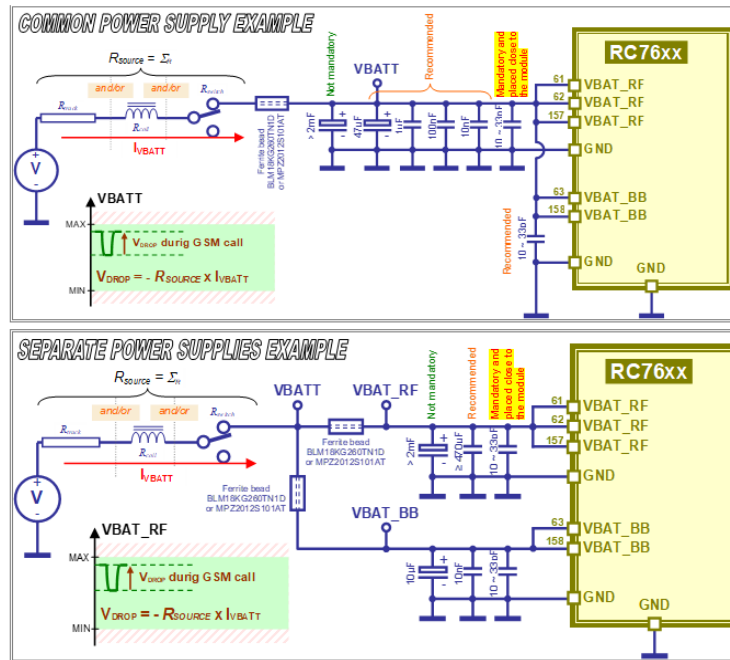 COMMON POWER SUPPLY EXAMPLE
Rsource = Σ
and/or
and/or
Rtrack
Rcoil
Rswitch
IVBATT
V
+
-
Ferrite bead
BLM18KG260TN1D
or MPZ2012S101AT
VBATT
Not mandatory
Recommended
Mandatory and
placed close to
the module
> 2mF
47uF
1uF
100nF
10nF
10 ~ 33pF
RC76xx
61
VBAT_RF
62
VBAT_RF
157
VBAT_RF
GND
63
VBAT_BB
158
VBAT_BB
GND
GND
Recommended
10 ~ 33pF
VBATT
MAX
VDROP durig GSM call
VDROP = - RSOURCE x IVBATT
MIN
SEPARATE POWER SUPPLIES EXAMPLE
Rsource = Σ
and/or
and/or
Rtrack
Rcoil
Rswitch
IVBATT
V
+
-
VBATT
VBAT_RF
Ferrite bead
BLM18KG260TN1D
or MPZ2012S101AT
Ferrite bead
BLM18KG260TN1D
or MPZ2012S101AT
Not mandatory
Recommended
Mandatory and
placed close to
the module
> 2mF
≥ 470uF
10 ~ 33pF
RC76xx
61
VBAT_RF
62
VBAT_RF
157
VBAT_RF
GND
VBAT_BB
10µF
10nF
10 ~ 33pF
63
VBAT_BB
158
VBAT_BB
GND
GND
VBAT_RF
MAX
VDROP durig GSM call
VDROP = - RSOURCE x IVBATT
MIN